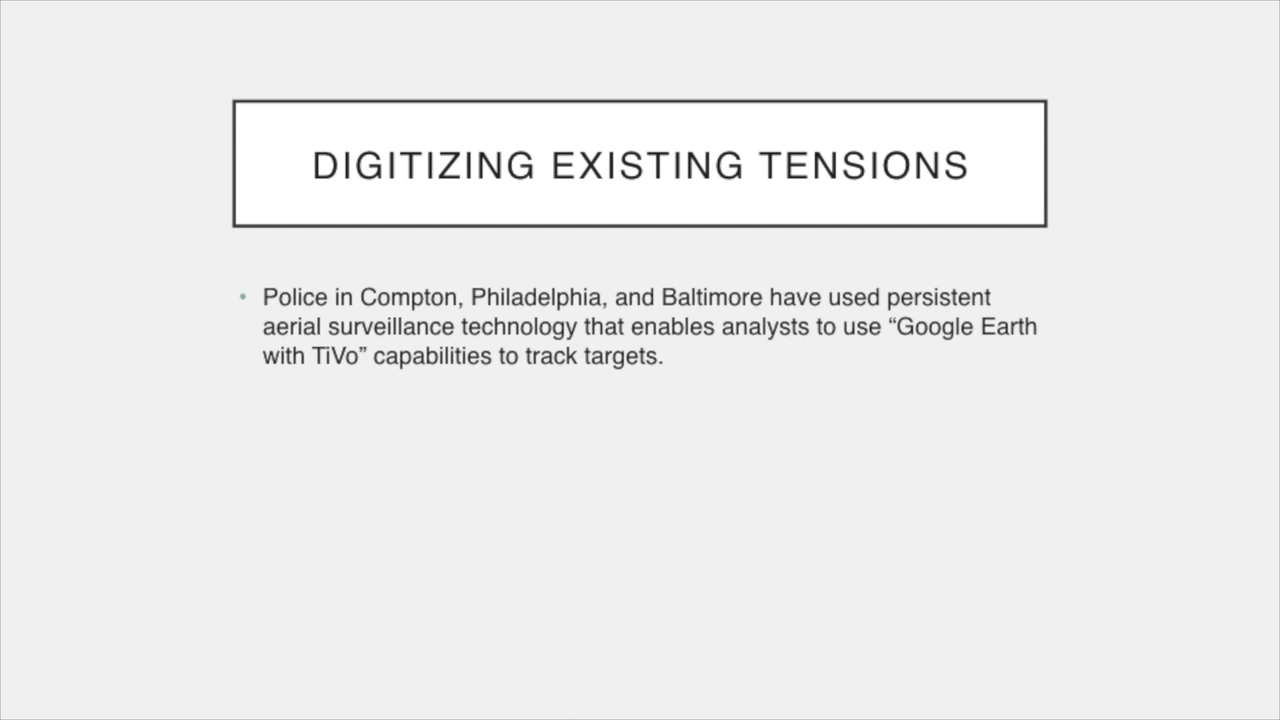 DIGITIZING EXISTING TENSIONS
• Police in Compton, Philadelphia, and Baltimore have used persistent
aerial surveillance technology that enables analysts to use “Google Earth
with TiVo” capabilities to track targets.